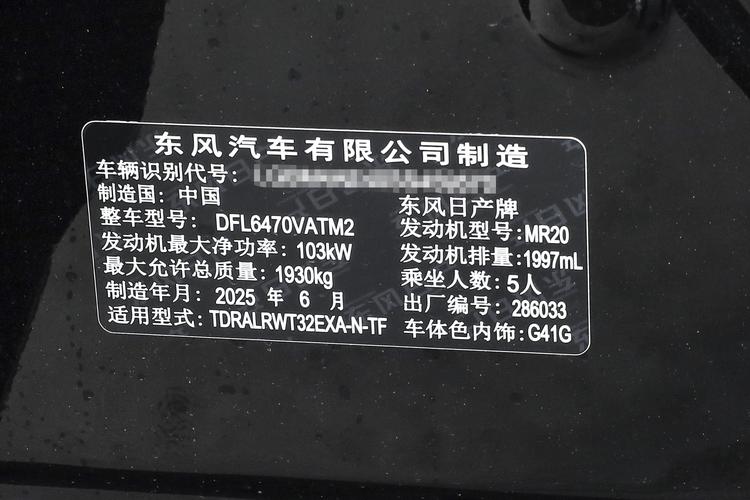 东风汽车有限公司制造
车辆识别代号:
制造国: 中国 东风日产牌
整车型号: DFL6470VATM2 发动机型号:MR20
发动机最大净功率: 103kW 发动机排量:1997mL
最大允许总质量: 1930kg 乘坐人数:5人
制造年月: 2025 年 6 月 出厂编号: 286033
适用型式: TDRALRWT32EXA-N-TF 车体色内饰:G41G